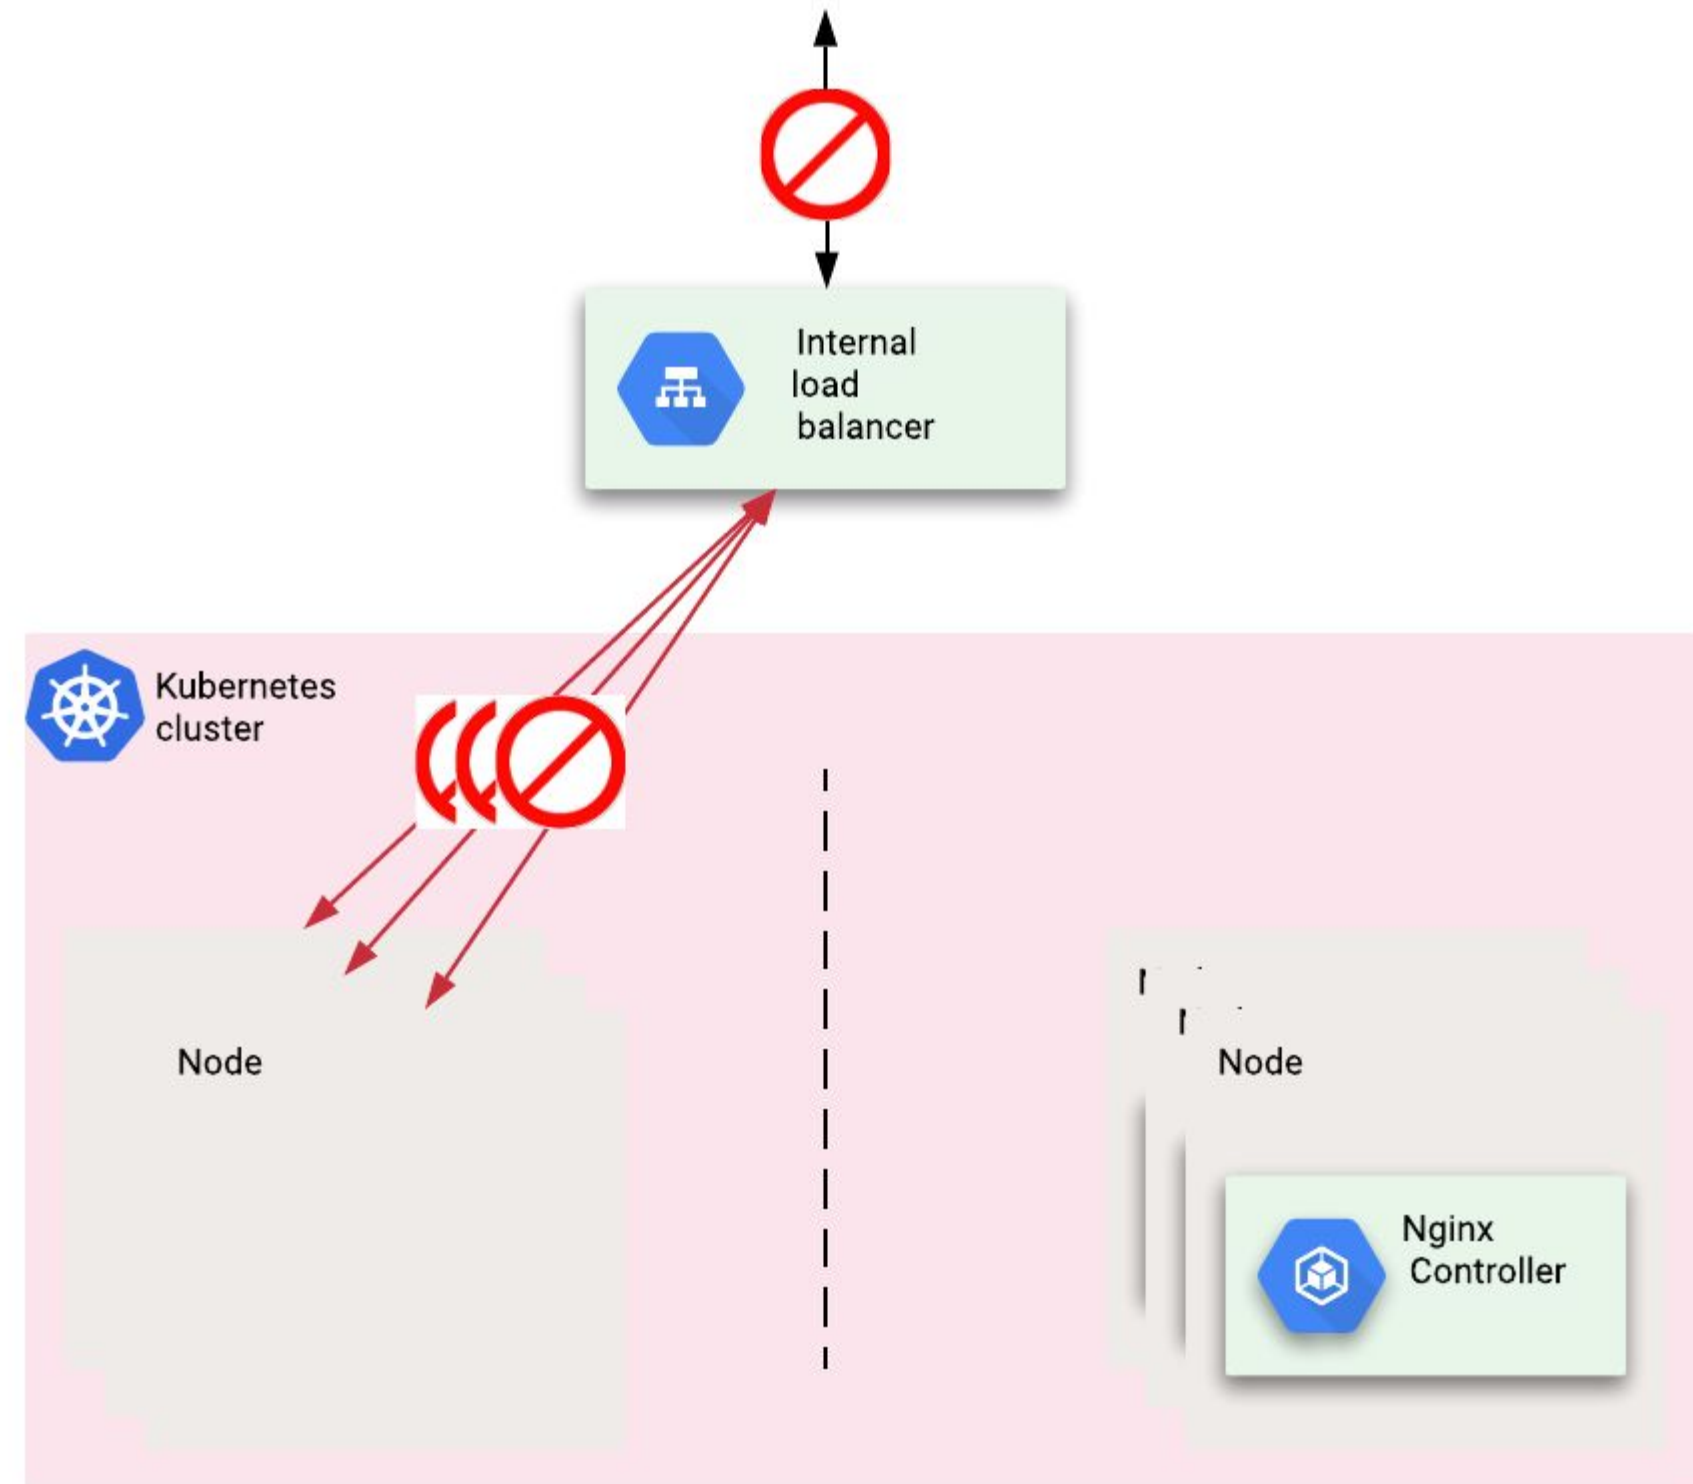 Internal
load
balancer
Kubernetes
cluster
Node
Node
Nginx
Controller